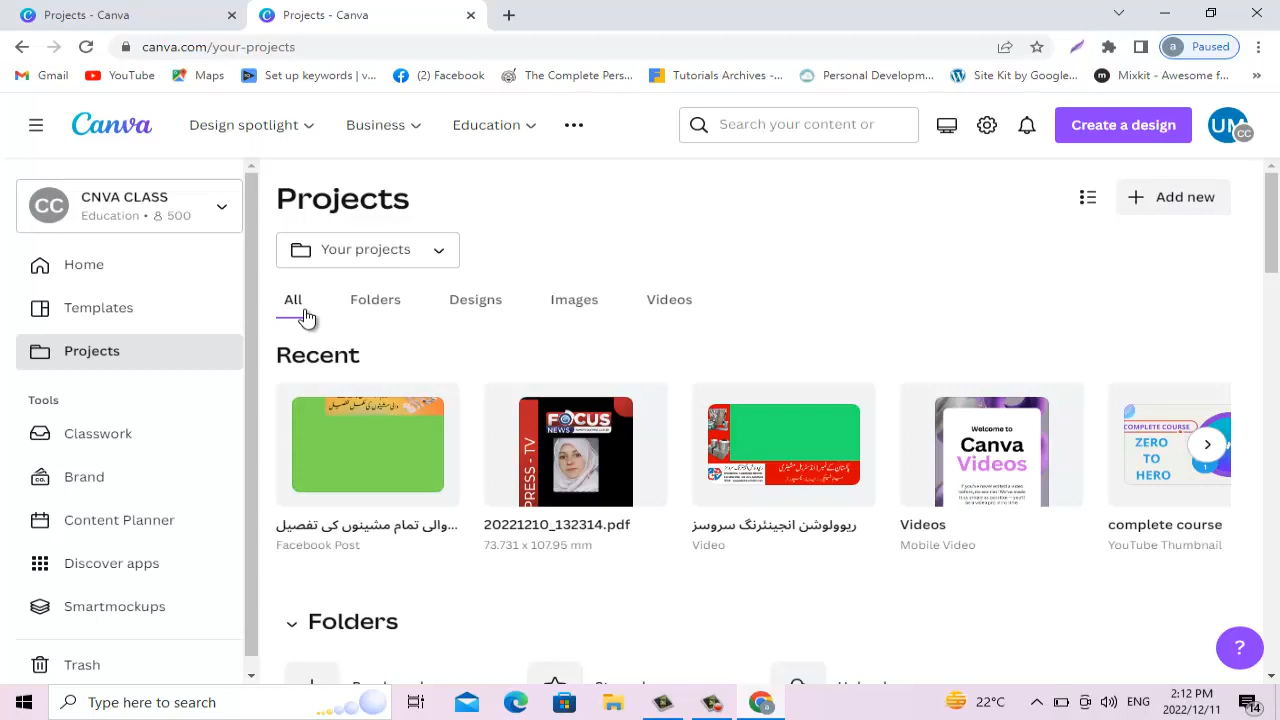 Projects - Canva
Projects - Canva
canva.com/your-projects
a
Paused
Gmail
YouTube
Maps
Set up keywords | v...
(2) Facebook
The Complete Pers...
Tutorials Archives -...
Personal Developm...
Site Kit by Google...
Mixkit - Awesome f...
»
Canva
Design spotlight
Business
Education
Search your content or
Create a design
UM
CC
CC
CNVA CLASS
Education • 500
Home
Templates
Projects
Tools
Classwork
Brand
Content Planner
Discover apps
Smartmockups
Trash
Projects
Add new
Your projects
All
Folders
Designs
Images
Videos
Recent
والی تمام مشینوں کی تفصیل...
Facebook Post
FOCUS
NEWS
PRESS - TV
20221210_132314.pdf
73.731 x 107.95 mm
ریوولوشن انجینئرنگ سروسز
Video
Welcome to
Canva
Videos
Videos
Mobile Video
COMPLETE COURSE
ZERO
TO
HERO
complete course
YouTube Thumbnail
Folders
?
Type here to search
22°C
ENG
2:12 PM
2022/12/11
14